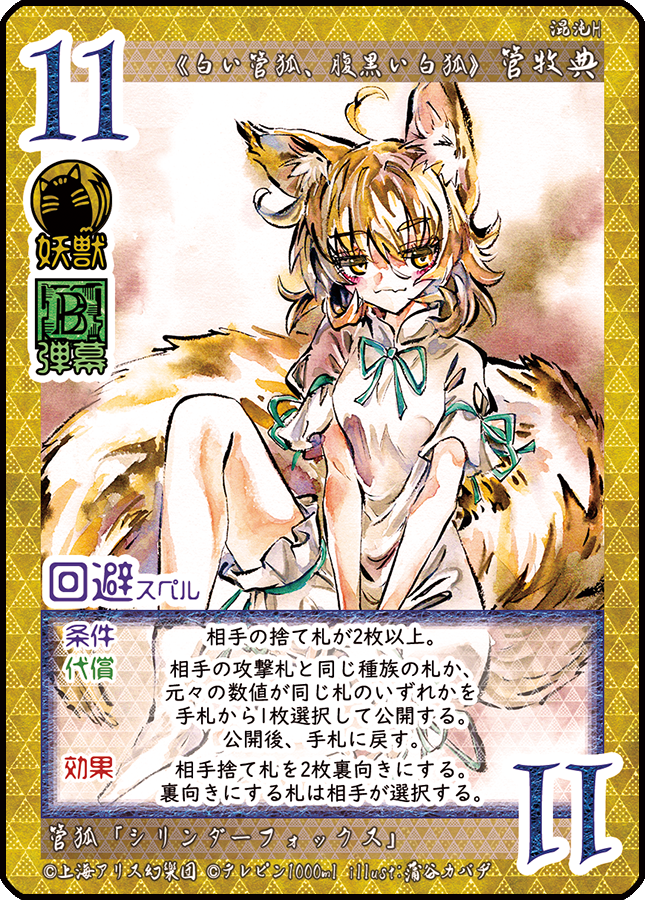 混沌H
11
《白い管狐、腹黒い白狐》 管牧典
妖獣
B
弾幕
回避スペル
条件 相手の捨て札が2枚以上。
代償 相手の攻撃札と同じ種族の札か、
元々の数値が同じ札のいずれかを
手札から1枚選択して公開する。
公開後、手札に戻す。
効果 相手捨て札を2枚裏向きにする。
裏向きにする札は相手が選択する。
11
管狐「シリンダーフォックス」
©上海アリス幻樂団 ©テレピン1000ml illust:蒲谷カバヂ